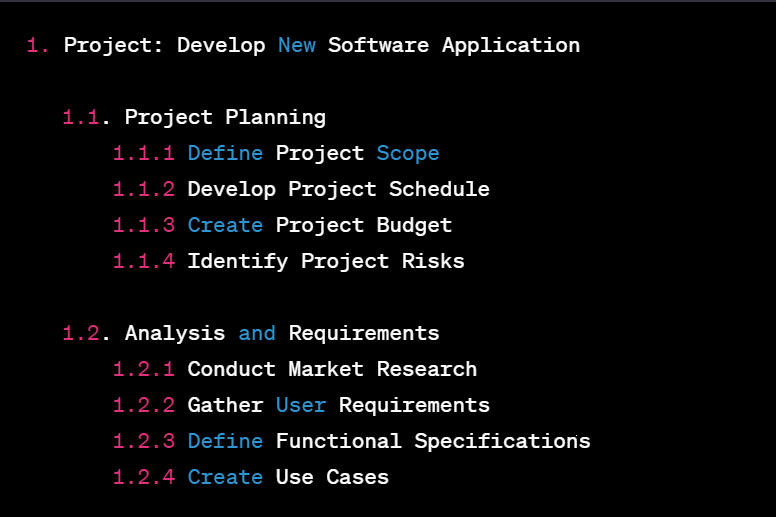 1. Project: Develop New Software Application
1.1. Project Planning
1.1.1 Define Project Scope
1.1.2 Develop Project Schedule
1.1.3 Create Project Budget
1.1.4 Identify Project Risks
1.2. Analysis and Requirements
1.2.1 Conduct Market Research
1.2.2 Gather User Requirements
1.2.3 Define Functional Specifications
1.2.4 Create Use Cases